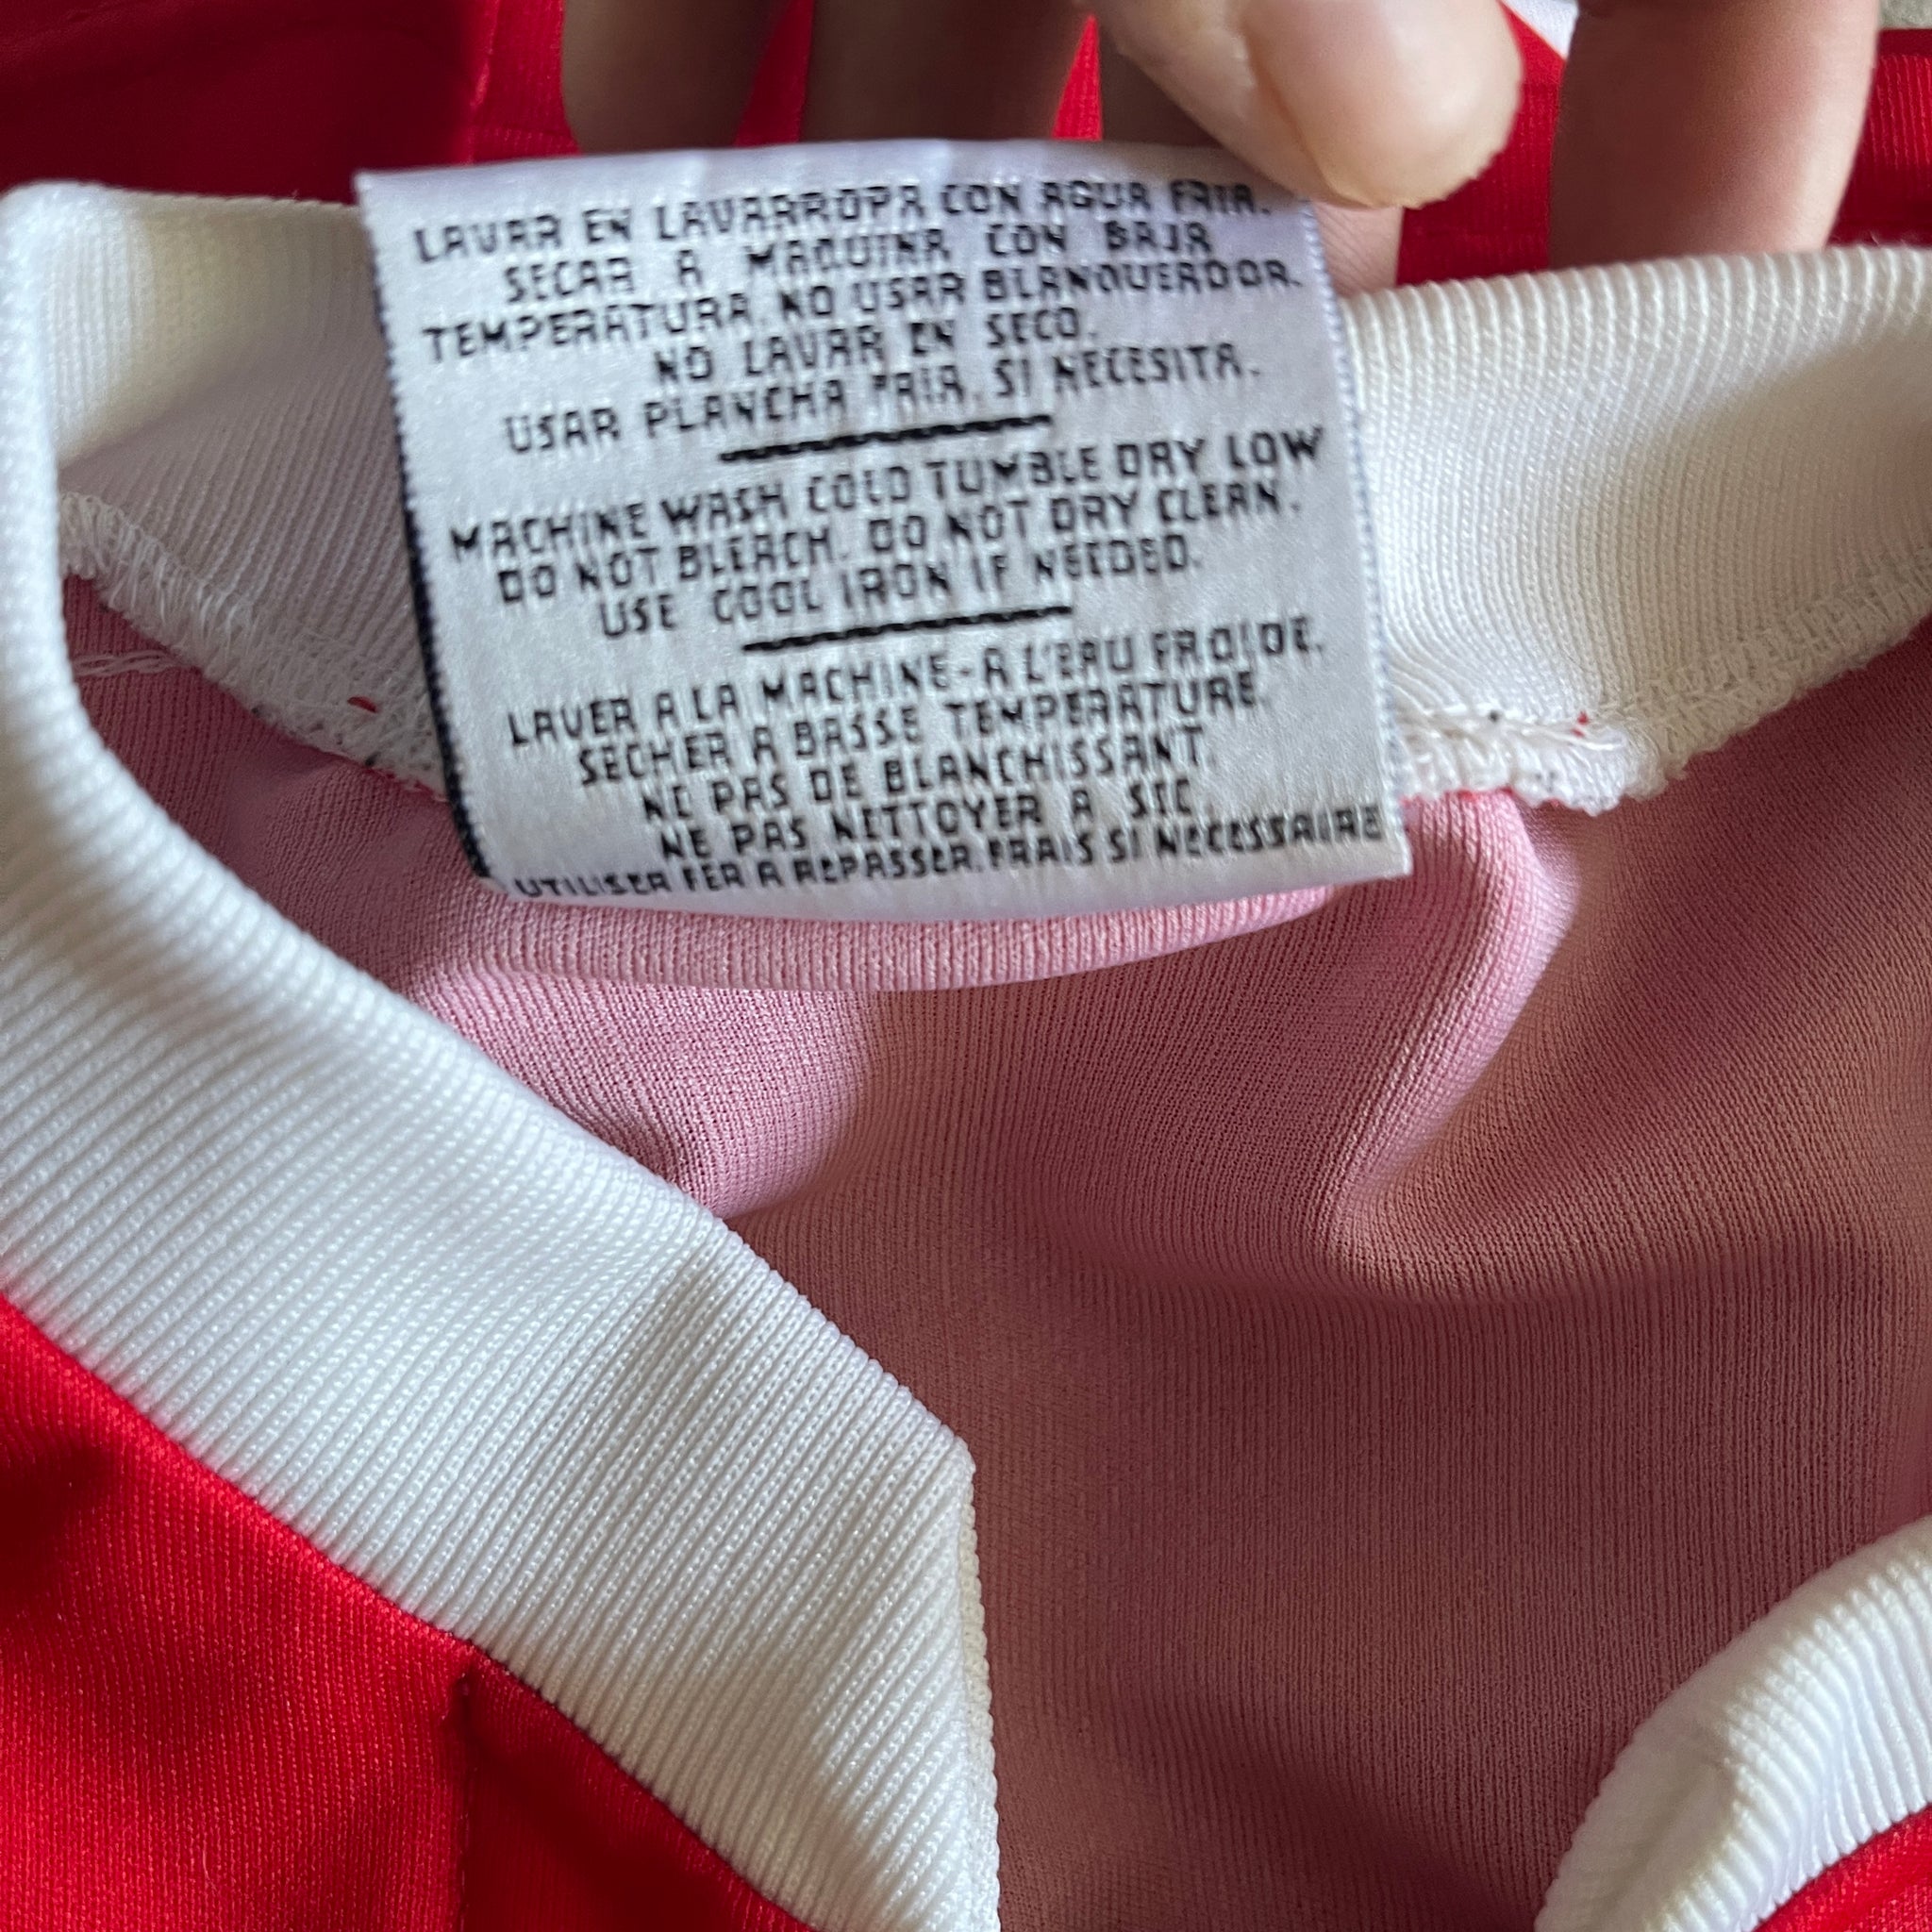 LAVAR EN LAVARROPA CON AGUA FRIA.
SECAR A MAQUINA CON BAJA
TEMPERATURA. NO USAR BLANQUERDOR.
NO LAVAR EN SECO.
USAR PLANCHA FRIA, SI NECESITA.
MACHINE WASH COLD TUMBLE DRY LOW
DO NOT BLEACH. DO NOT DRY CLEAN.
USE COOL IRON IF NEEDED.
LAVER A LA MACHINE-A L'EAU FROIDE.
SECHER A BASSE TEMPERATURE.
NE PAS DE BLANCHISSANT.
NE PAS NETTOYER A SEC.
UTILISER FER A REPASSER. FRAIS SI NECESSAIRE